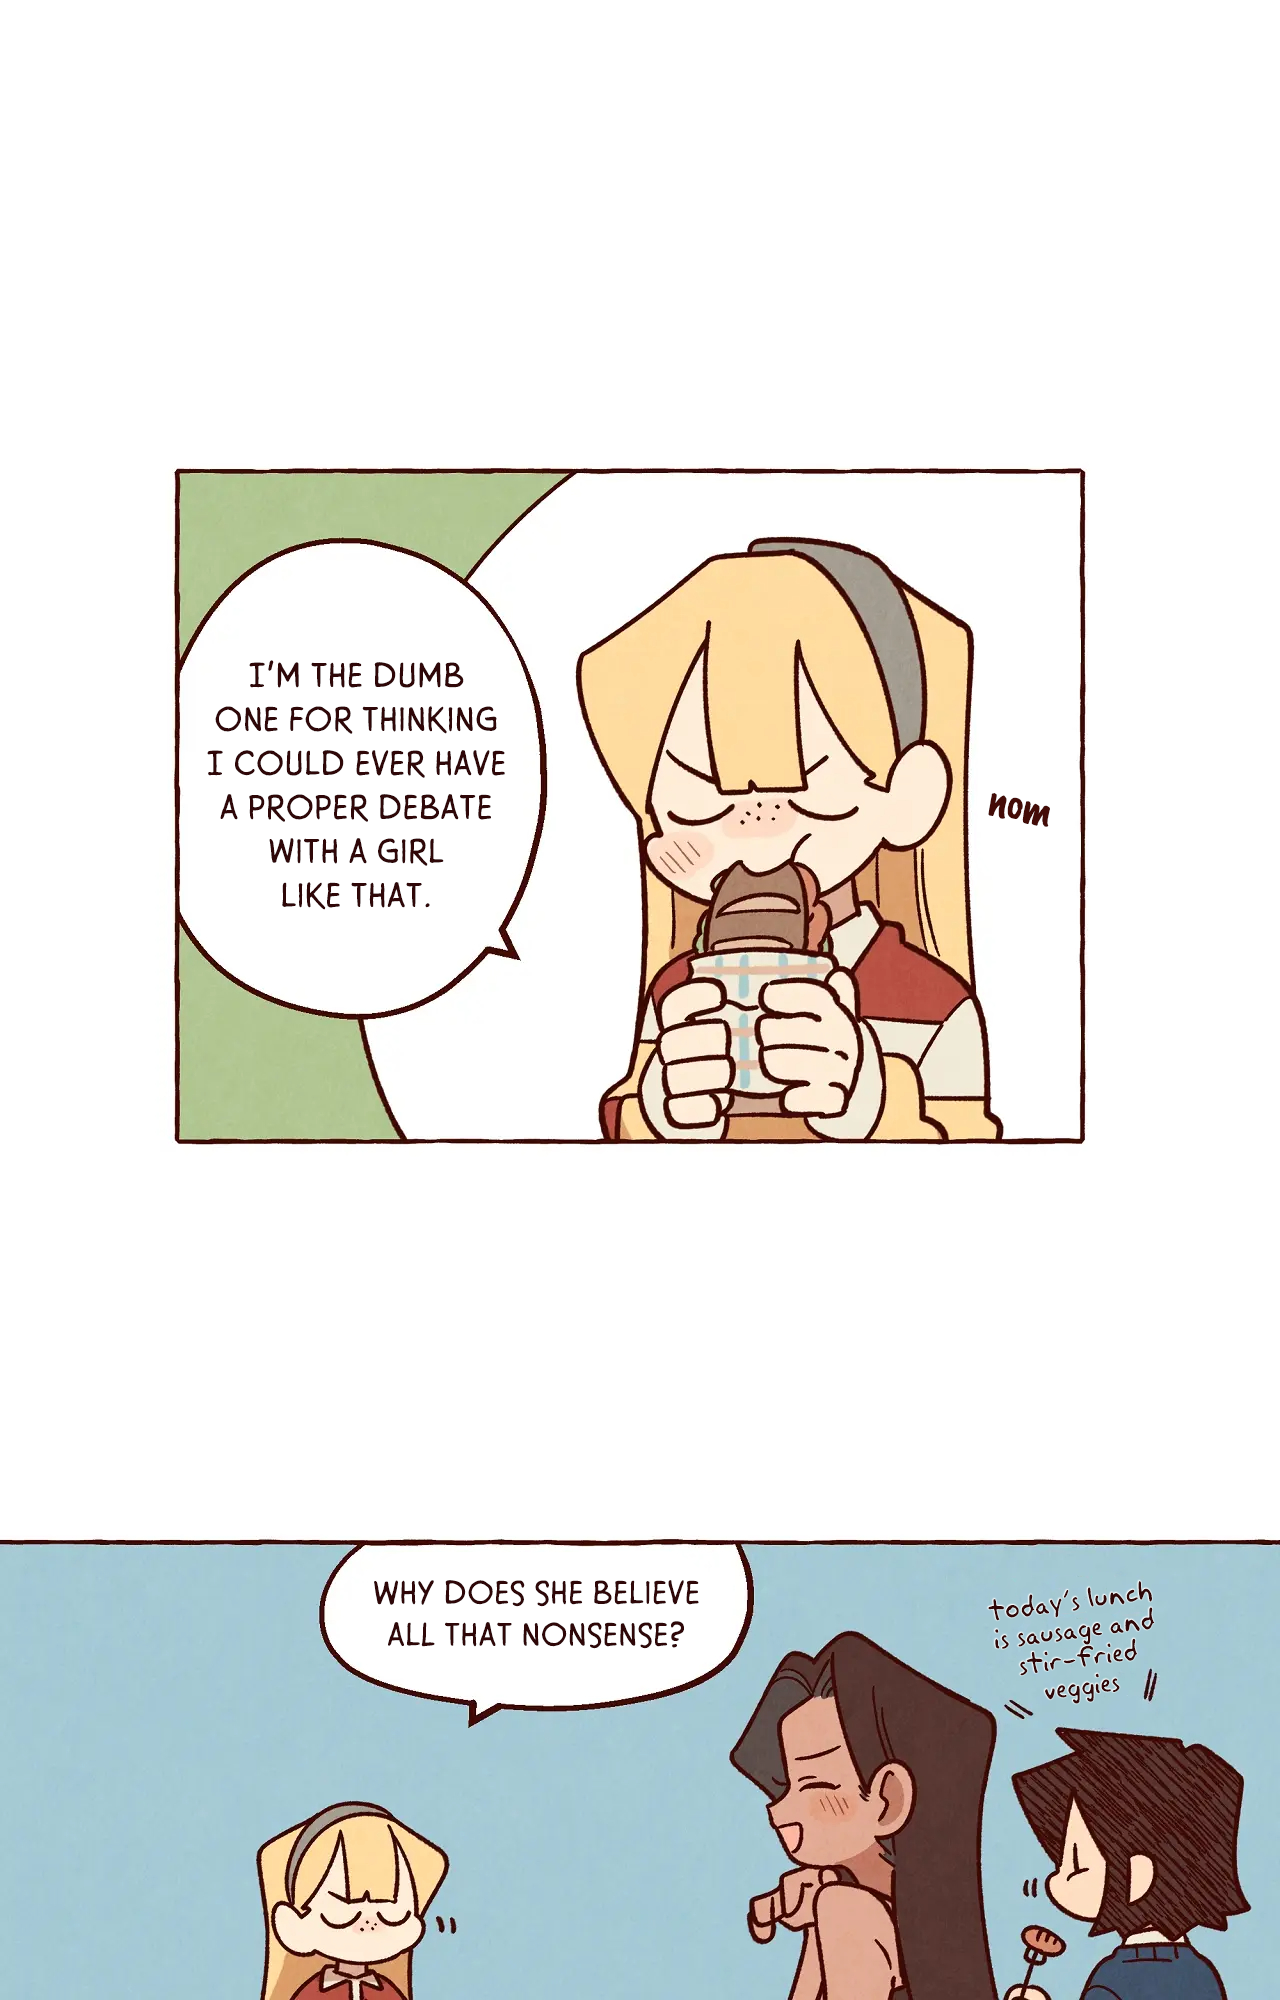 I'M THE DUMB
ONE FOR THINKING
I COULD EVER HAVE
A PROPER DEBATE
WITH A GIRL
LIKE THAT.
nom
WHY DOES SHE BELIEVE
ALL THAT NONSENSE?
today's lunch
is sausage and
stir-fried
veggies